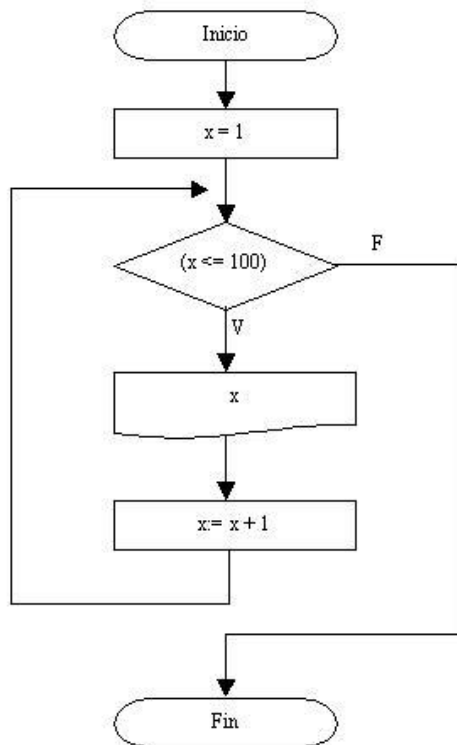 Inicio
x = 1
(x <= 100)
F
V
x
x:= x + 1
Fin